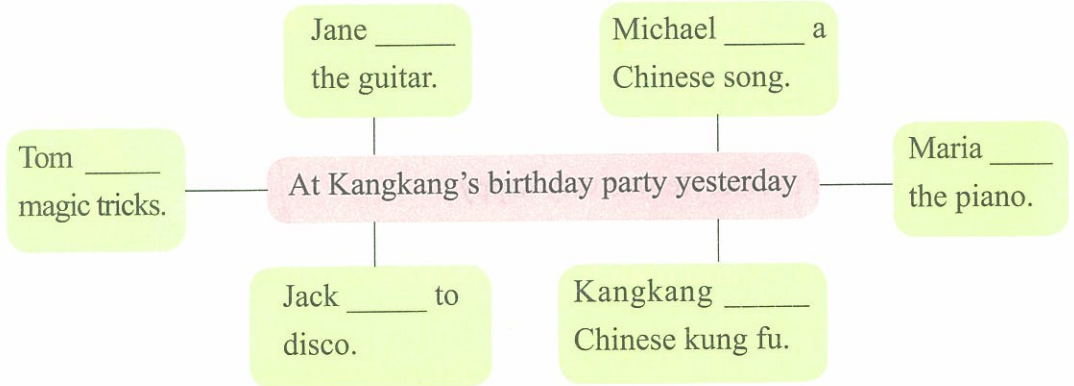 Jane _____
the guitar.
Michael _____ a
Chinese song.
Tom _____
magic tricks.
At Kangkang's birthday party yesterday
Maria ____
the piano.
Jack _____ to
disco.
Kangkang _____
Chinese kung fu.